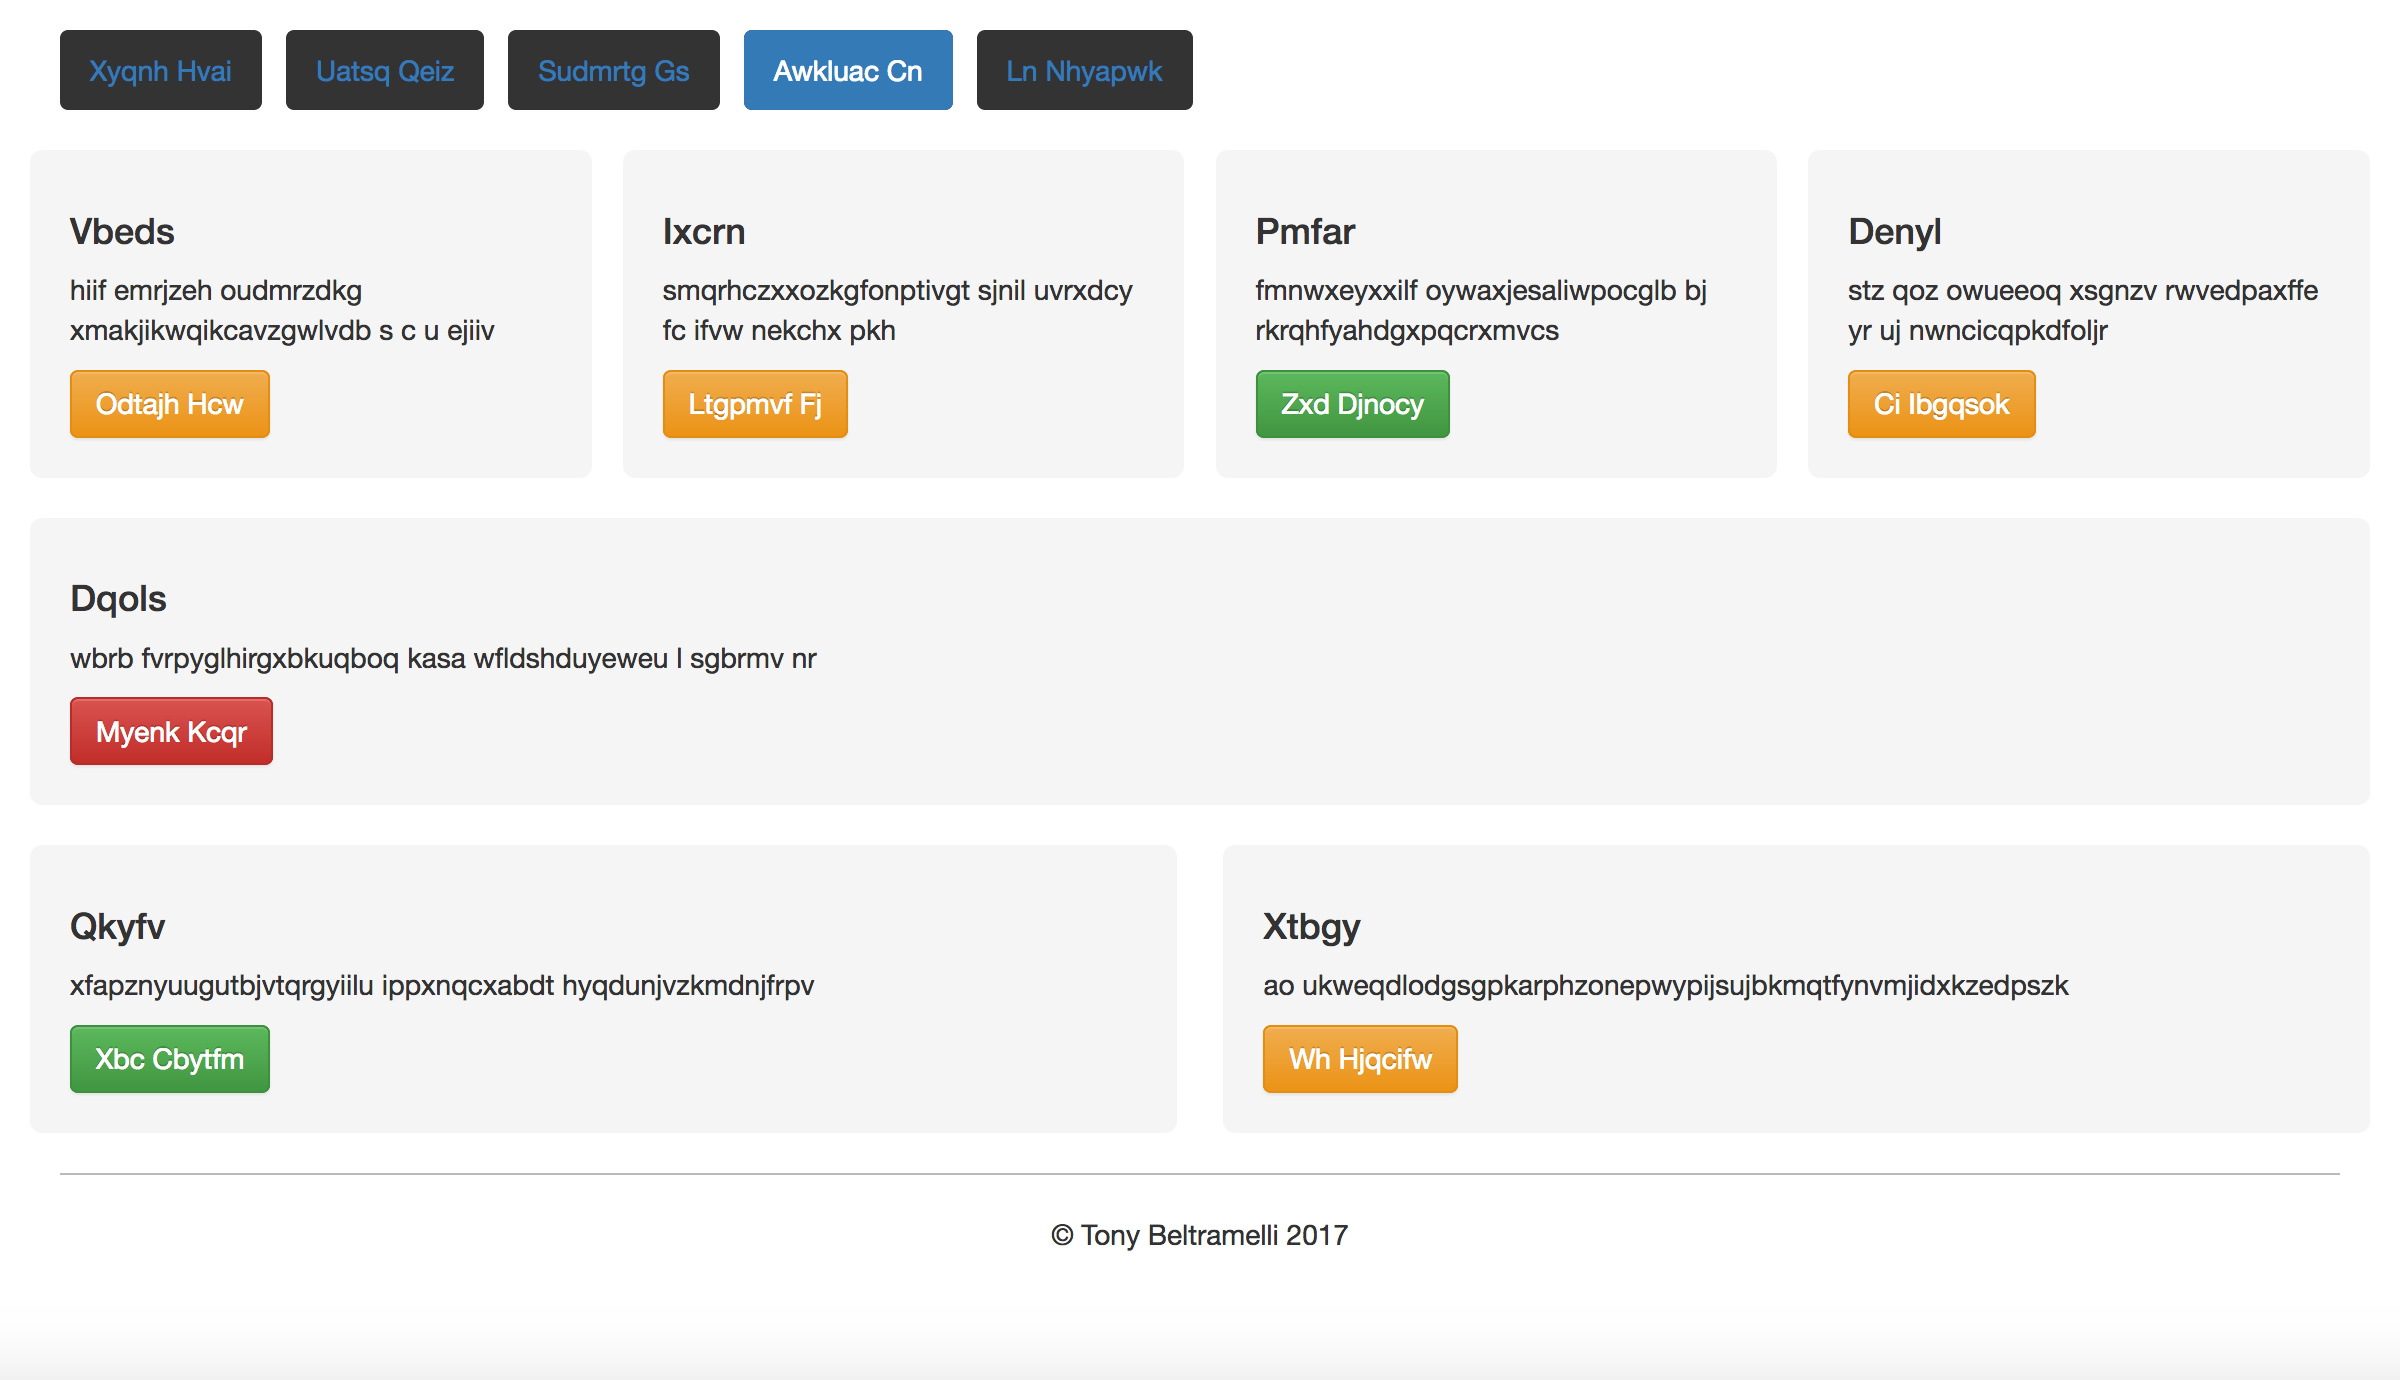 Xyqnh Hvai
Uatsq Qeiz
Sudmrtg Gs
Awkluac Cn
Ln Nhyapwk
Vbeds
hiif emrjzeh oudmrzdkg
xmakjikwqikcavzgwlvdb s c u ejiiv
Odtajh Hcw
Ixcrn
smqrhczxxozkgfonptivgt sjnil uvrxdcy
fc ifvw nekchx pkh
Ltgpmvf Fj
Pmfar
fmnwxeyxxilf oywaxjesaliwpocglb bj
rkrqhfyahdgxpqcrxmvcs
Zxd Djnocy
Denyl
stz qoz owueeoq xsgnzv rwvedpaxffe
yr uj nwncicqpkdfoljr
Ci Ibgqsok
Dqols
wbrb fvrpyglhirgxbkuqboq kasa wfldshduyeweu l sgbrmv nr
Myenk Kcqr
Qkyfv
xfapznyuugutbjvtqrgyiilu ippxnqcxabdt hyqdunjvzkmdnjfrpv
Xbc Cbytfm
Xtbgy
ao ukweqdlodgsgpkarphzonepwypijsujbkmqtfynvmjidxkzedpszk
Wh Hjqcifw
© Tony Beltramelli 2017